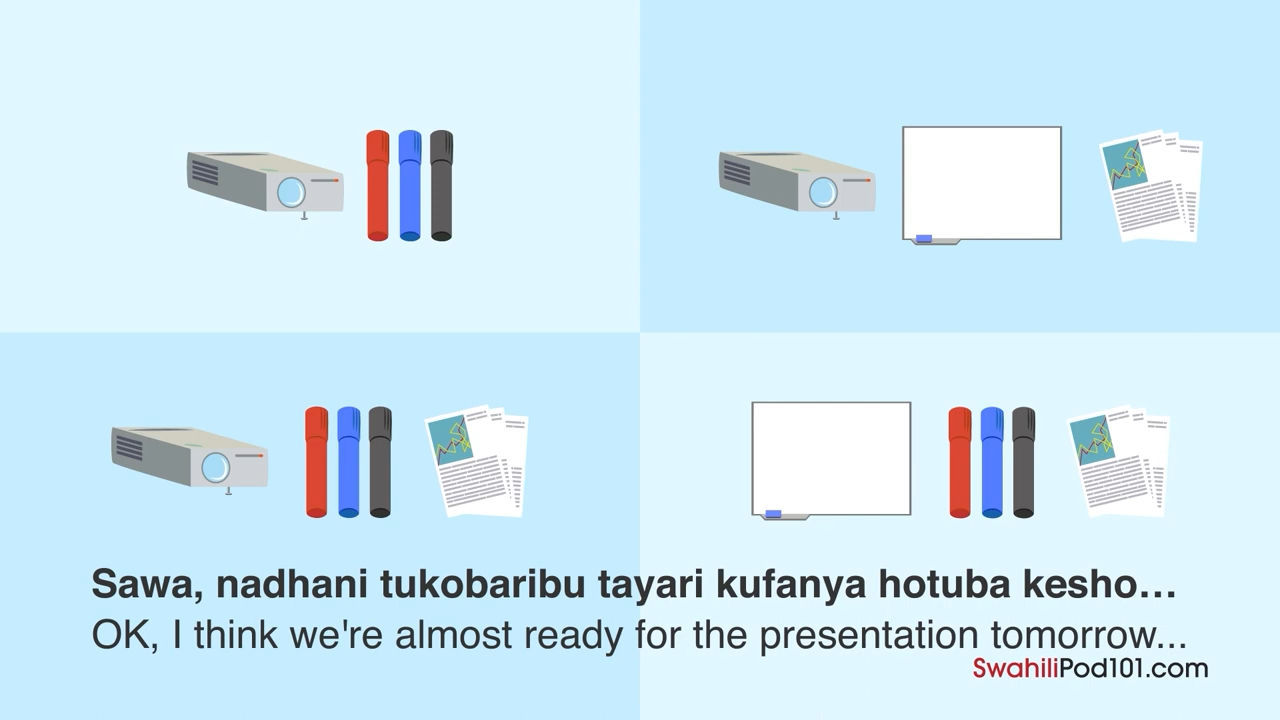 Sawa, nadhani tukobaribu tayari kufanya hotuba kesho...
OK, I think we're almost ready for the presentation tomorrow...
SwahiliPod101.com